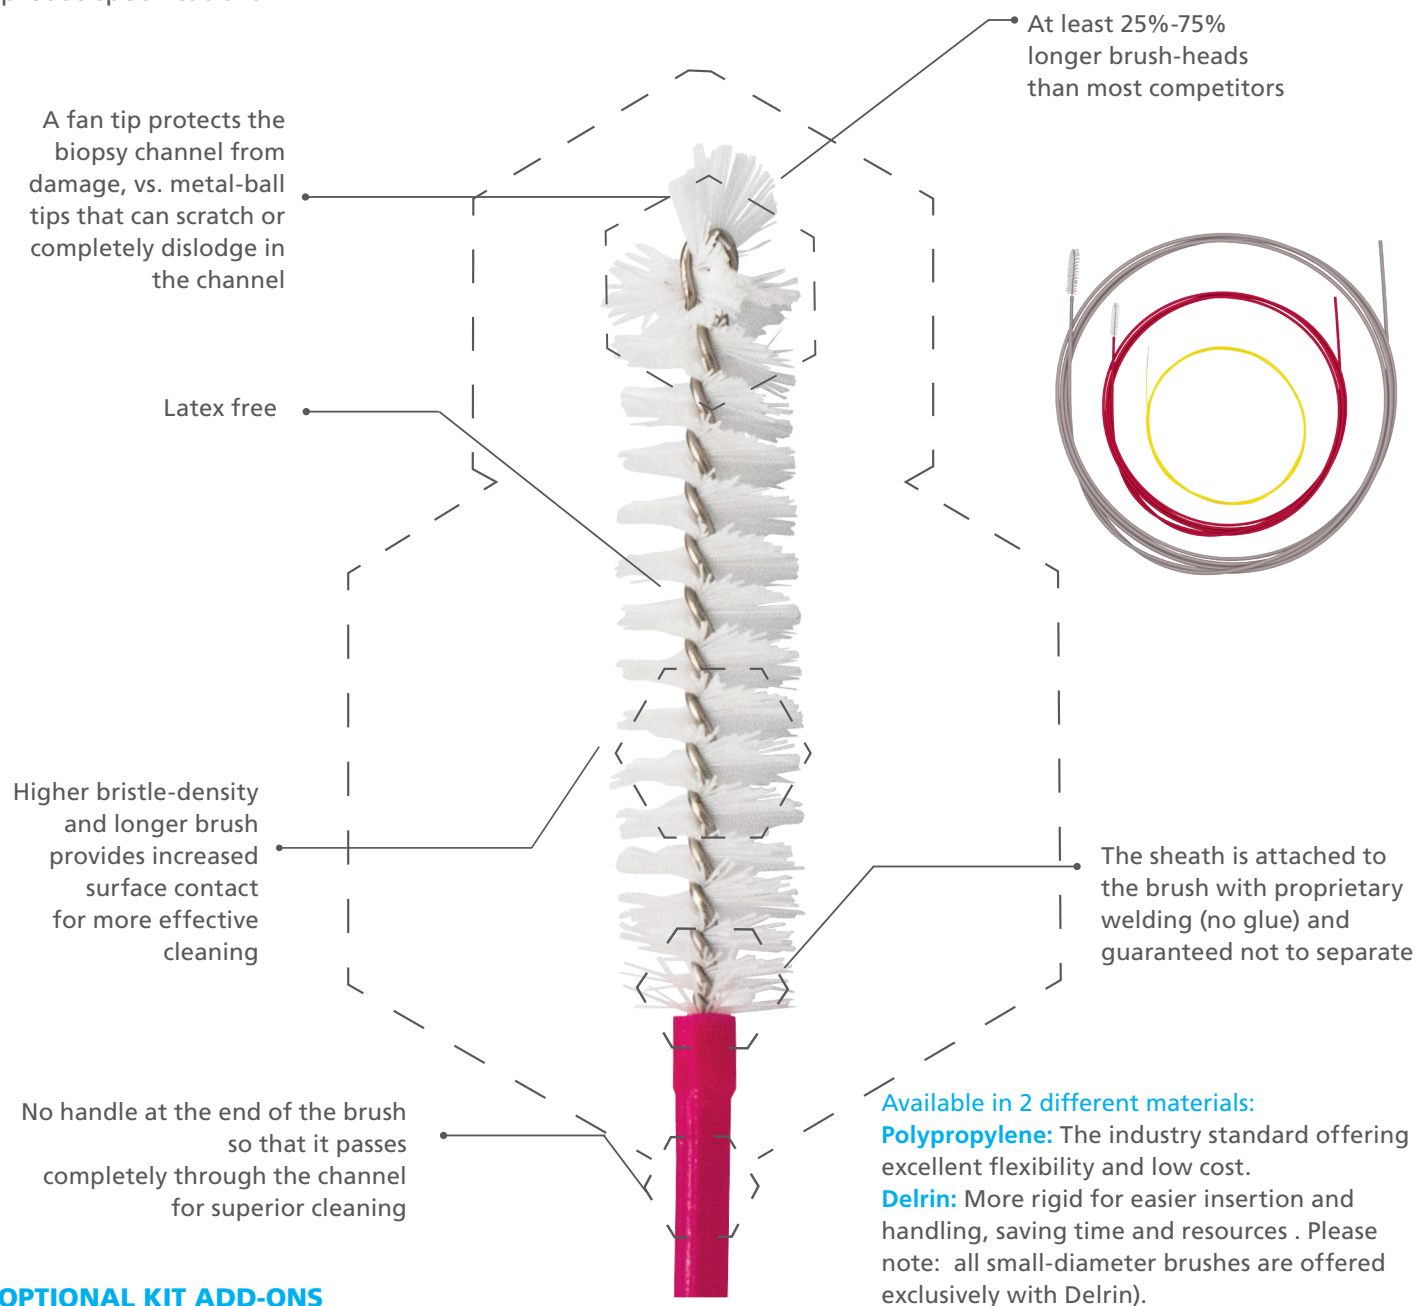 At least 25%-75%
longer brush-heads
than most competitors
A fan tip protects the
biopsy channel from
damage, vs. metal-ball
tips that can scratch or
completely dislodge in
the channel
Latex free
Higher bristle-density
and longer brush
provides increased
surface contact
for more effective
cleaning
The sheath is attached to
the brush with proprietary
welding (no glue) and
guaranteed not to separate
No handle at the end of the brush
so that it passes
completely through the channel
for superior cleaning
Available in 2 different materials:
Polypropylene: The industry standard offering
excellent flexibility and low cost.
Delrin: More rigid for easier insertion and
handling, saving time and resources . Please
note:  all small-diameter brushes are offered
exclusively with Delrin).
OPTIONAL KIT ADD-ONS